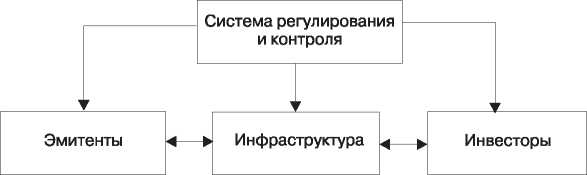 Система регулирования
и контроля
Эмитенты
Инфраструктура
Инвесторы